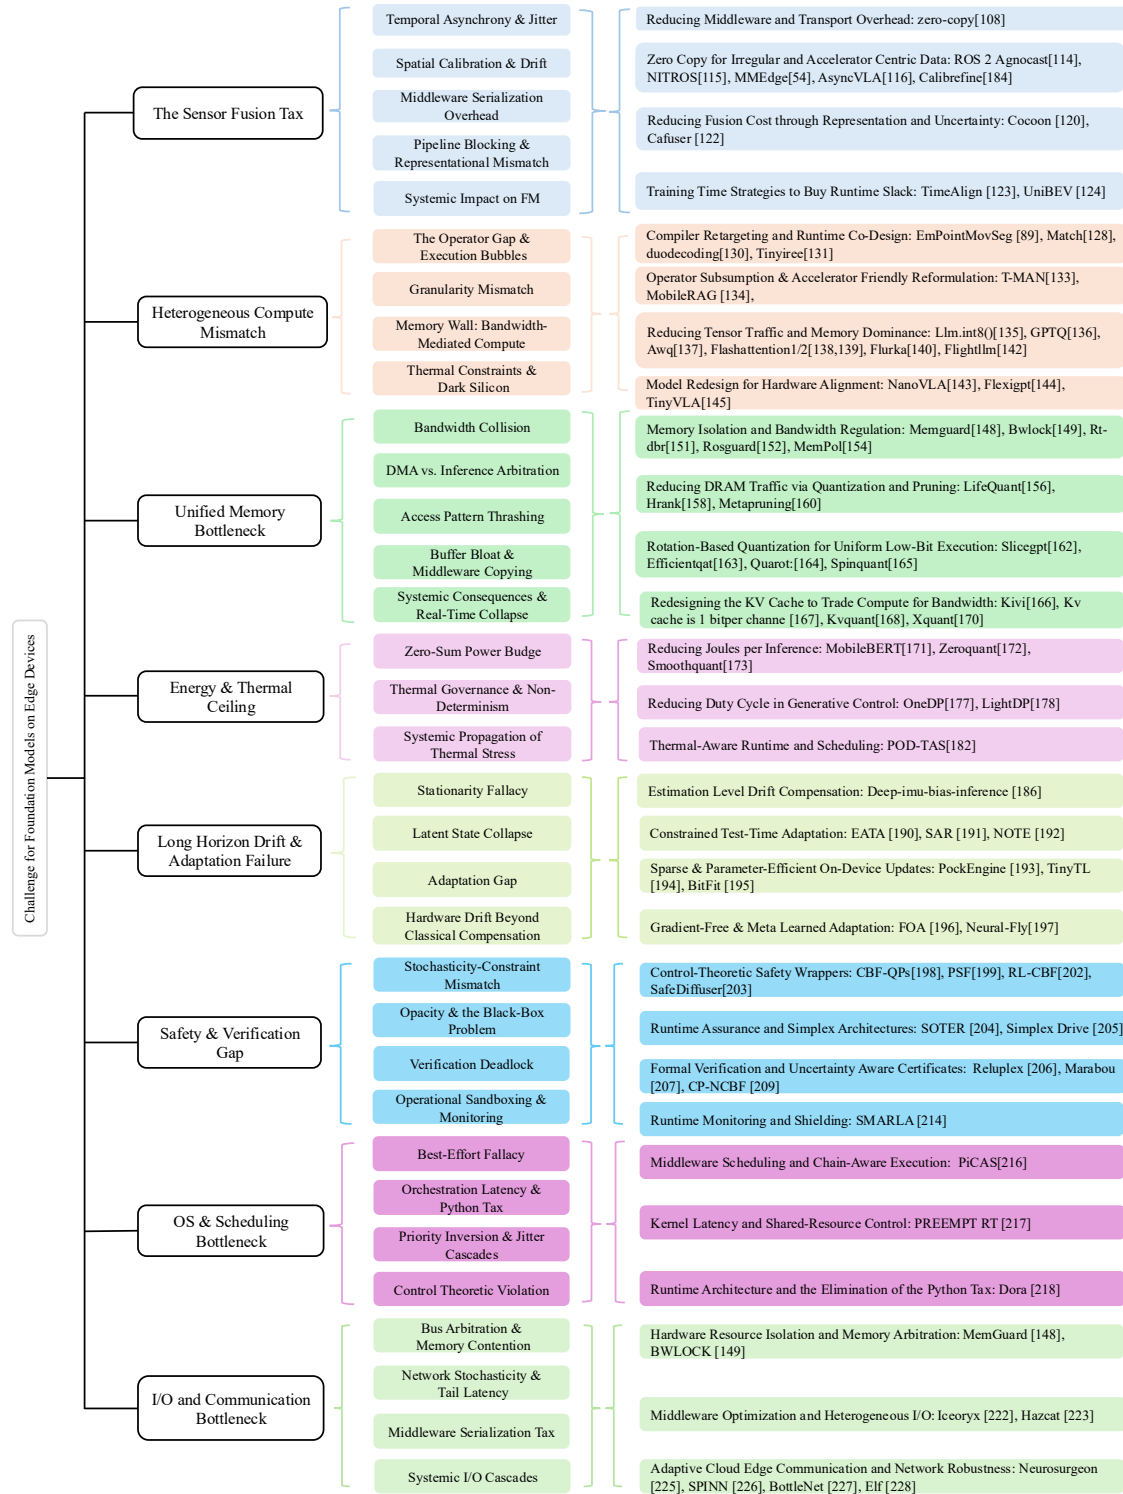 Challenge for Foundation Models on Edge Devices
The Sensor Fusion Tax
Temporal Asynchrony & Jitter
Spatial Calibration & Drift
Middleware Serialization
Overhead
Pipeline Blocking &
Representational Mismatch
Systemic Impact on FM
Reducing Middleware and Transport Overhead: zero-copy[108]
Zero Copy for Irregular and Accelerator Centric Data: ROS 2 Agnocast[114],
NITROS[115], MMEdge[54], AsyncVLA[116], Calibrefine[184]
Reducing Fusion Cost through Representation and Uncertainty: Cocoon [120],
Cafuser [122]
Training Time Strategies to Buy Runtime Slack: TimeAlign [123], UniBEV [124]
Heterogeneous Compute
Mismatch
The Operator Gap &
Execution Bubbles
Granularity Mismatch
Memory Wall: Bandwidth-
Mediated Compute
Thermal Constraints &
Dark Silicon
Compiler Retargeting and Runtime Co-Design: EmPointMovSeg [89], Match[128],
duodecoding[130], Tinyiree[131]
Operator Subsumption & Accelerator Friendly Reformulation: T-MAN[133],
MobileRAG [134],
Reducing Tensor Traffic and Memory Dominance: Llm.int8()[135], GPTQ[136],
Awq[137], Flashattention1/2[138,139], Flurka[140], Flightllm[142]
Model Redesign for Hardware Alignment: NanoVLA[143], Flexigpt[144],
TinyVLA[145]
Unified Memory
Bottleneck
Bandwidth Collision
DMA vs. Inference Arbitration
Access Pattern Thrashing
Buffer Bloat &
Middleware Copying
Systemic Consequences &
Real-Time Collapse
Memory Isolation and Bandwidth Regulation: Memguard[148], Bwlock[149], Rt-
dbr[151], Rosguard[152], MemPol[154]
Reducing DRAM Traffic via Quantization and Pruning: LifeQuant[156],
Hrank[158], Metapruning[160]
Rotation-Based Quantization for Uniform Low-Bit Execution: Slicegpt[162],
Efficientqat[163], Quarot:[164], Spinquant[165]
Redesigning the KV Cache to Trade Compute for Bandwidth: Kivi[166], Kv
cache is 1 bitper channe [167], Kvquant[168], Xquant[170]
Energy & Thermal
Ceiling
Zero-Sum Power Budget
Thermal Governance & Non-
Determinism
Systemic Propagation of
Thermal Stress
Reducing Joules per Inference: MobileBERT[171], Zeroquant[172],
Smoothquant[173]
Reducing Duty Cycle in Generative Control: OneDP[177], LightDP[178]
Thermal-Aware Runtime and Scheduling: POD-TAS[182]
Long Horizon Drift &
Adaptation Failure
Stationarity Fallacy
Latent State Collapse
Adaptation Gap
Hardware Drift Beyond
Classical Compensation
Estimation Level Drift Compensation: Deep-imu-bias-inference [186]
Constrained Test-Time Adaptation: EATA [190], SAR [191], NOTE [192]
Sparse & Parameter-Efficient On-Device Updates: PockEngine [193], TinyTL
[194], BitFit [195]
Gradient-Free & Meta Learned Adaptation: FOA [196], Neural-Fly[197]
Safety & Verification
Gap
Stochasticity-Constraint
Mismatch
Opacity & the Black-Box
Problem
Verification Deadlock
Operational Sandboxing &
Monitoring
Control-Theoretic Safety Wrappers: CBF-QPs[198], PSF[199], RL-CBF[202],
SafeDiffuser[203]
Runtime Assurance and Simplex Architectures: SOTER [204], Simplex Drive [205]
Formal Verification and Uncertainty Aware Certificates: Reluplex [206], Marabou
[207], CP-NCBF [209]
Runtime Monitoring and Shielding: SMARLA [214]
OS & Scheduling
Bottleneck
Best-Effort Fallacy
Orchestration Latency &
Python Tax
Priority Inversion & Jitter
Cascades
Control Theoretic Violation
Middleware Scheduling and Chain-Aware Execution: PiCAS[216]
Kernel Latency and Shared-Resource Control: PREEMPT RT [217]
Runtime Architecture and the Elimination of the Python Tax: Dora [218]
I/O and Communication
Bottleneck
Bus Arbitration &
Memory Contention
Network Stochasticity &
Tail Latency
Middleware Serialization Tax
Systemic I/O Cascades
Hardware Resource Isolation and Memory Arbitration: MemGuard [148],
BWLOCK [149]
Middleware Optimization and Heterogeneous I/O: Iceoryx [222], Hazcat [223]
Adaptive Cloud Edge Communication and Network Robustness: Neurosurgeon
[225], SPINN [226], BottleNet [227], Elf [228]